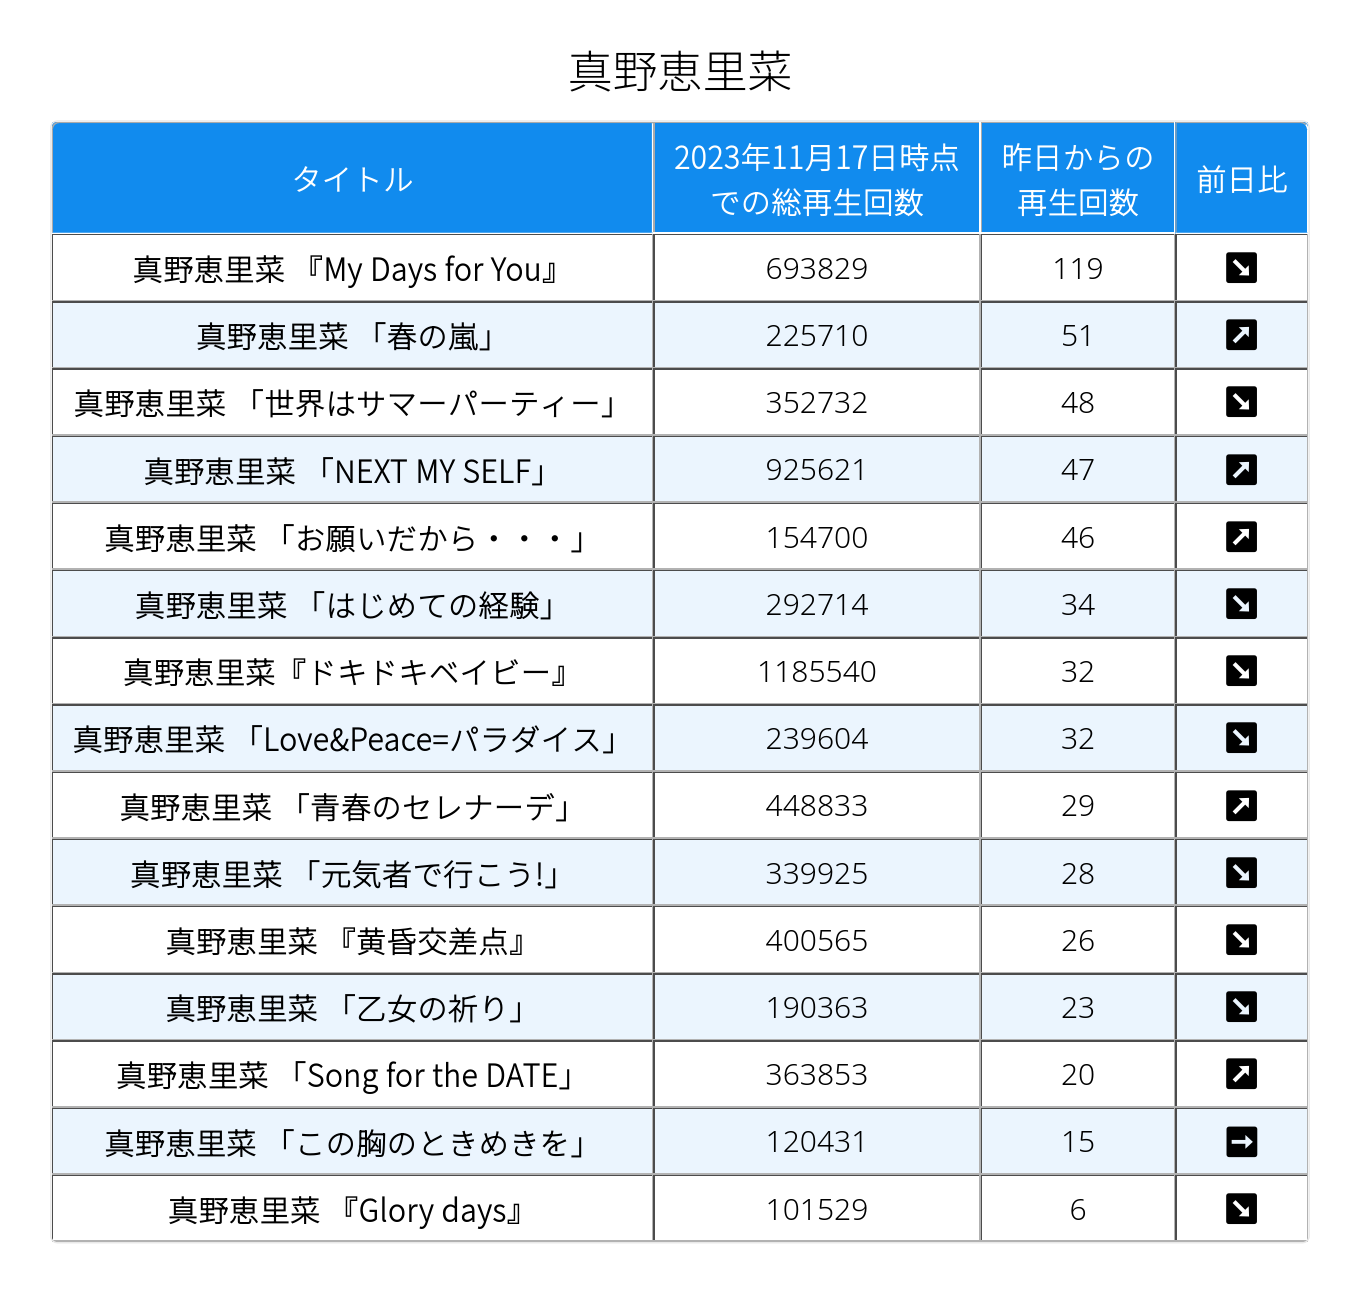 真野恵里菜
タイトル 2023年11月17日時点での総再生回数 昨日からの再生回数 前日比
真野恵里菜 『My Days for You』 693829 119 ↘
真野恵里菜 「春の嵐」 225710 51 ↗
真野恵里菜 「世界はサマーパーティー」 352732 48 ↘
真野恵里菜 「NEXT MY SELF」 925621 47 ↗
真野恵里菜 「お願いだから・・・」 154700 46 ↗
真野恵里菜 「はじめての経験」 292714 34 ↘
真野恵里菜『ドキドキベイビー』 1185540 32 ↘
真野恵里菜 「Love&Peace=パラダイス」 239604 32 ↘
真野恵里菜 「青春のセレナーデ」 448833 29 ↗
真野恵里菜 「元気者で行こう!」 339925 28 ↘
真野恵里菜 『黄昏交差点』 400565 26 ↘
真野恵里菜 「乙女の祈り」 190363 23 ↘
真野恵里菜 「Song for the DATE」 363853 20 ↗
真野恵里菜 「この胸のときめきを」 120431 15 →
真野恵里菜 『Glory days』 101529 6 ↘